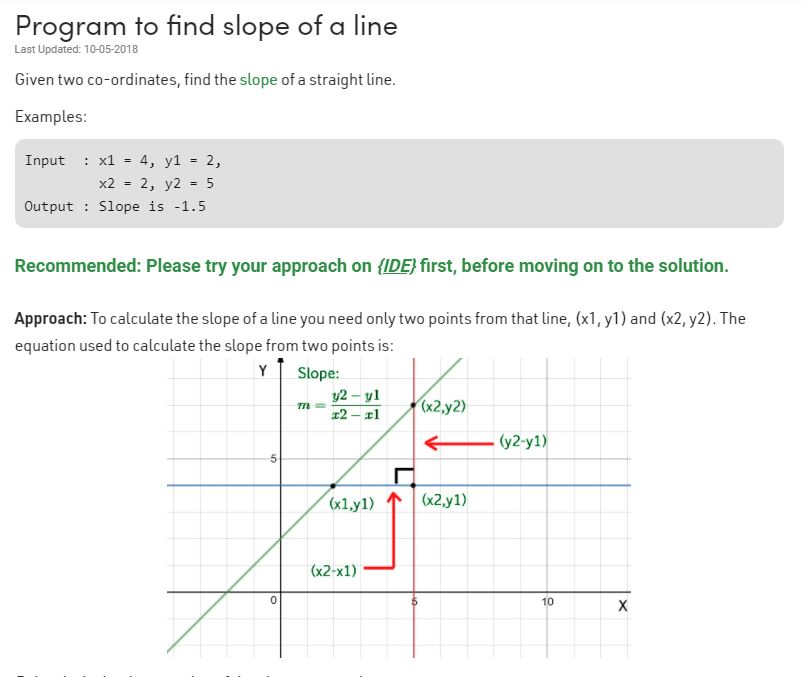 Program to find slope of a line
Last Updated: 10-05-2018
Given two co-ordinates, find the slope of a straight line.
Examples:
Input  : x1 = 4, y1 = 2,
         x2 = 2, y2 = 5
Output : Slope is -1.5
Recommended: Please try your approach on {IDE} first, before moving on to the solution.
Approach: To calculate the slope of a line you need only two points from that line, (x1, y1) and (x2, y2). The
equation used to calculate the slope from two points is:
Y
Slope:
m = y2 − y1
x2 − x1
(x2,y2)
(y2-y1)
5
(x1,y1)
(x2,y1)
(x2-x1)
0
5
10
X